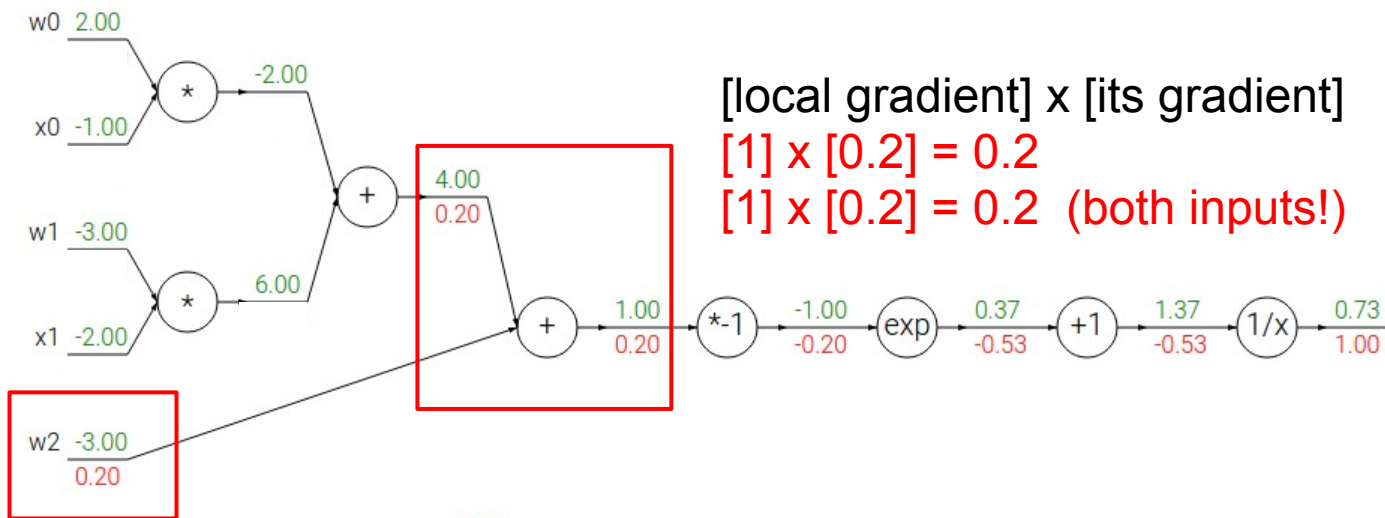 w0 2.00
-2.00
*
x0 -1.00
[local gradient] x [its gradient]
[1] x [0.2] = 0.2
[1] x [0.2] = 0.2 (both inputs!)
4.00
+
0.20
w1 -3.00
6.00
*
x1 -2.00
1.00 -1.00 0.37 1.37 0.73
+ *-1 exp +1 1/x
0.20 -0.20 -0.53 -0.53 1.00
w2 -3.00
0.20